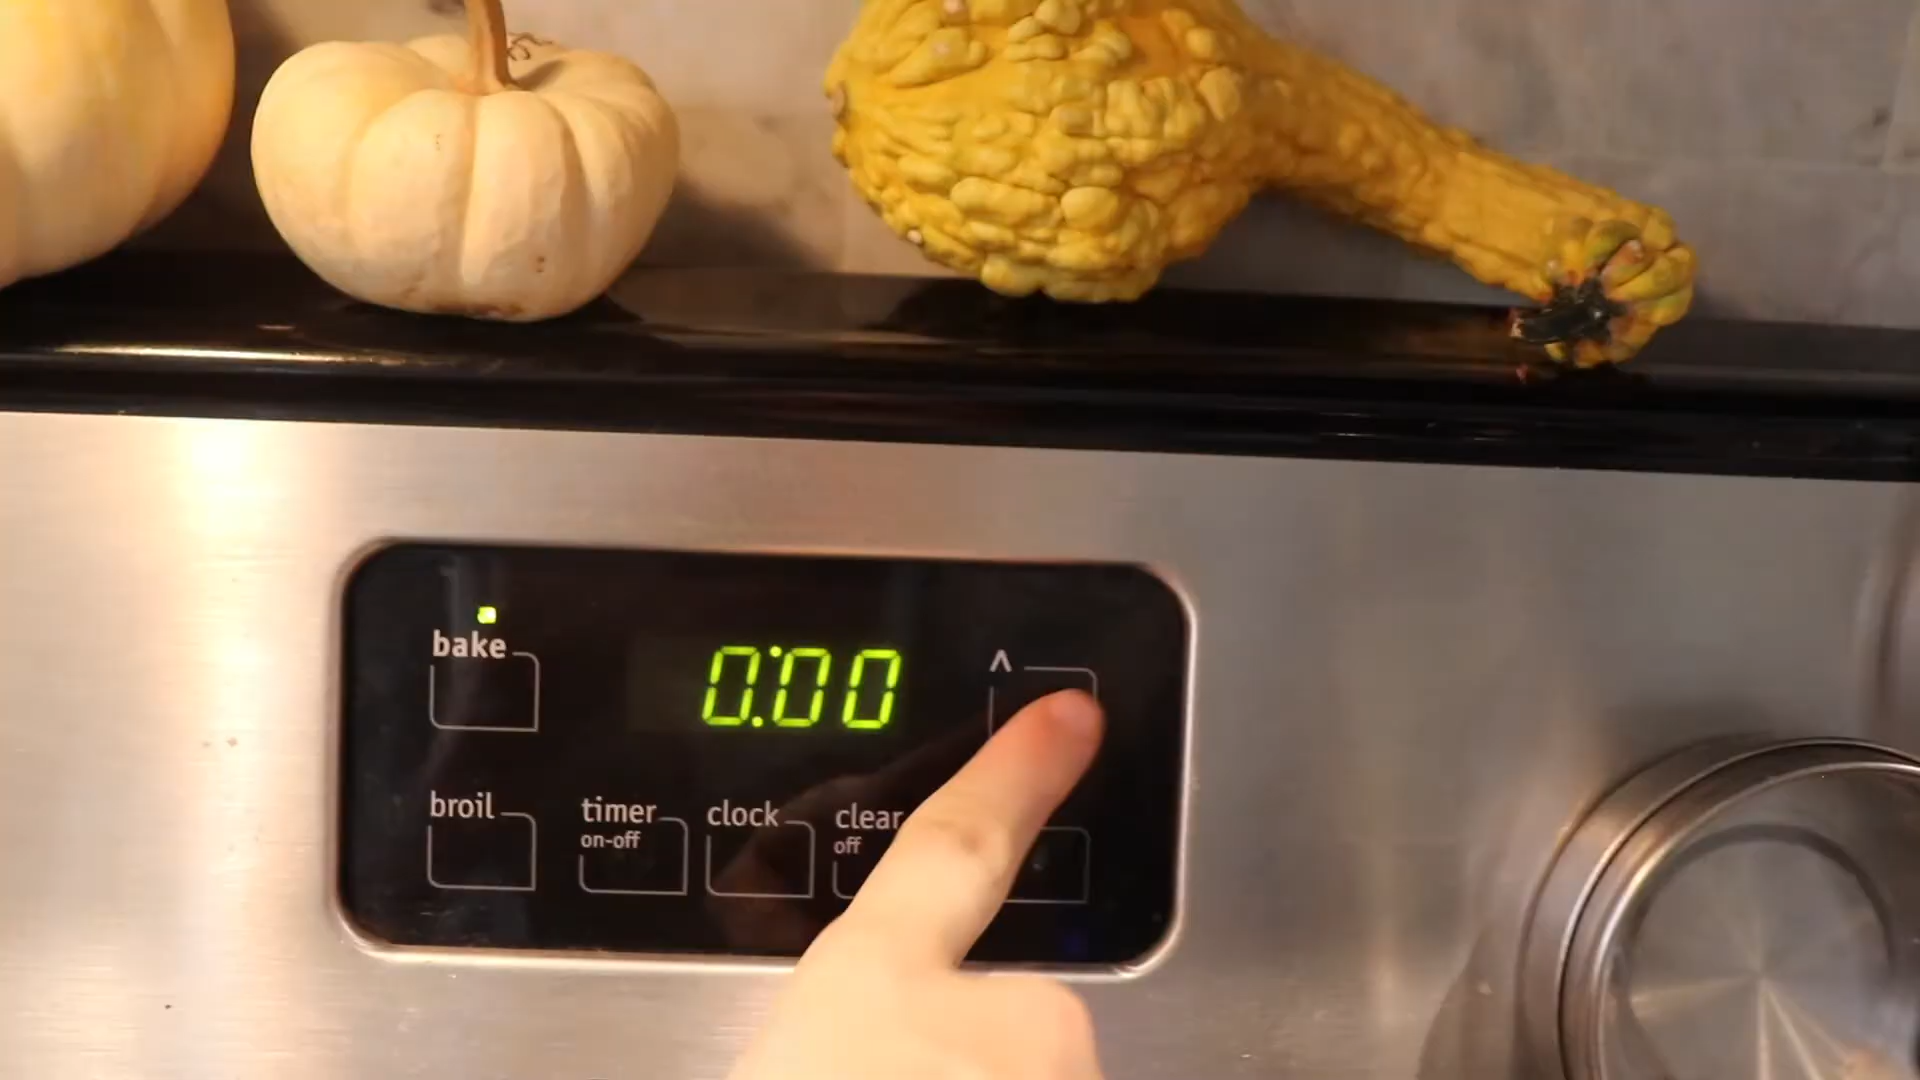 bake
0:00
^
broil
timer
on-off
clock
clear
off